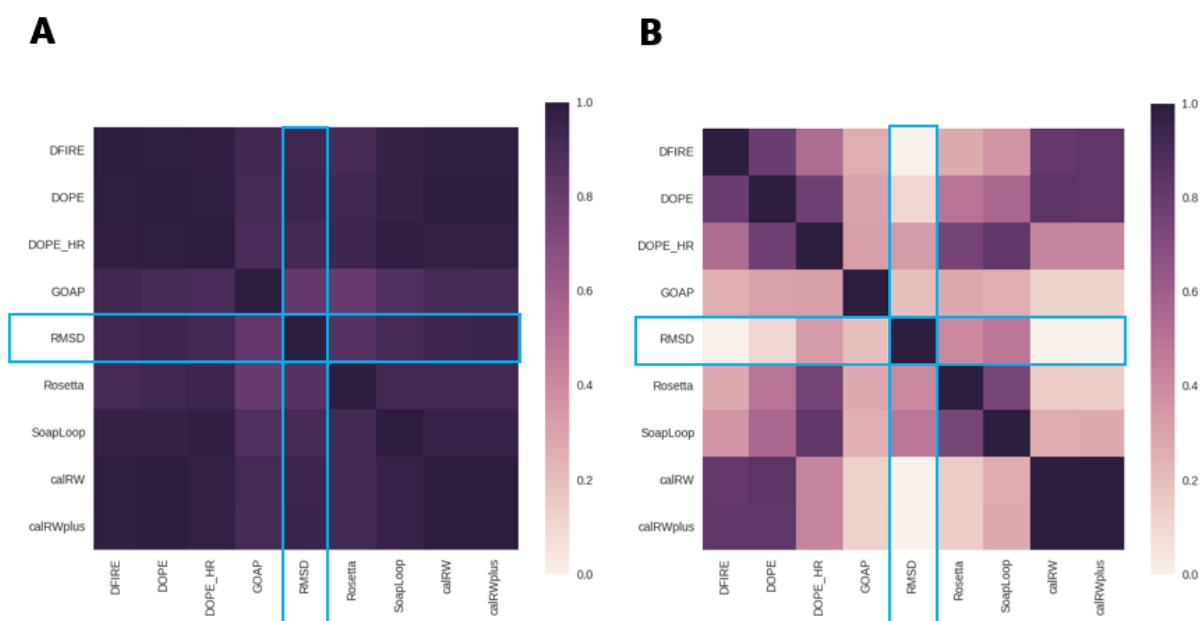 A
B
1.0
0.8
0.6
0.4
0.2
0.0
DFIRE
DOPE
DOPE_HR
GOAP
RMSD
Rosetta
SoapLoop
calRW
calRWplus
DFIRE
DOPE
DOPE_HR
GOAP
RMSD
Rosetta
SoapLoop
calRW
calRWplus
1.0
0.8
0.6
0.4
0.2
0.0
DFIRE
DOPE
DOPE_HR
GOAP
RMSD
Rosetta
SoapLoop
calRW
calRWplus
DFIRE
DOPE
DOPE_HR
GOAP
RMSD
Rosetta
SoapLoop
calRW
calRWplus